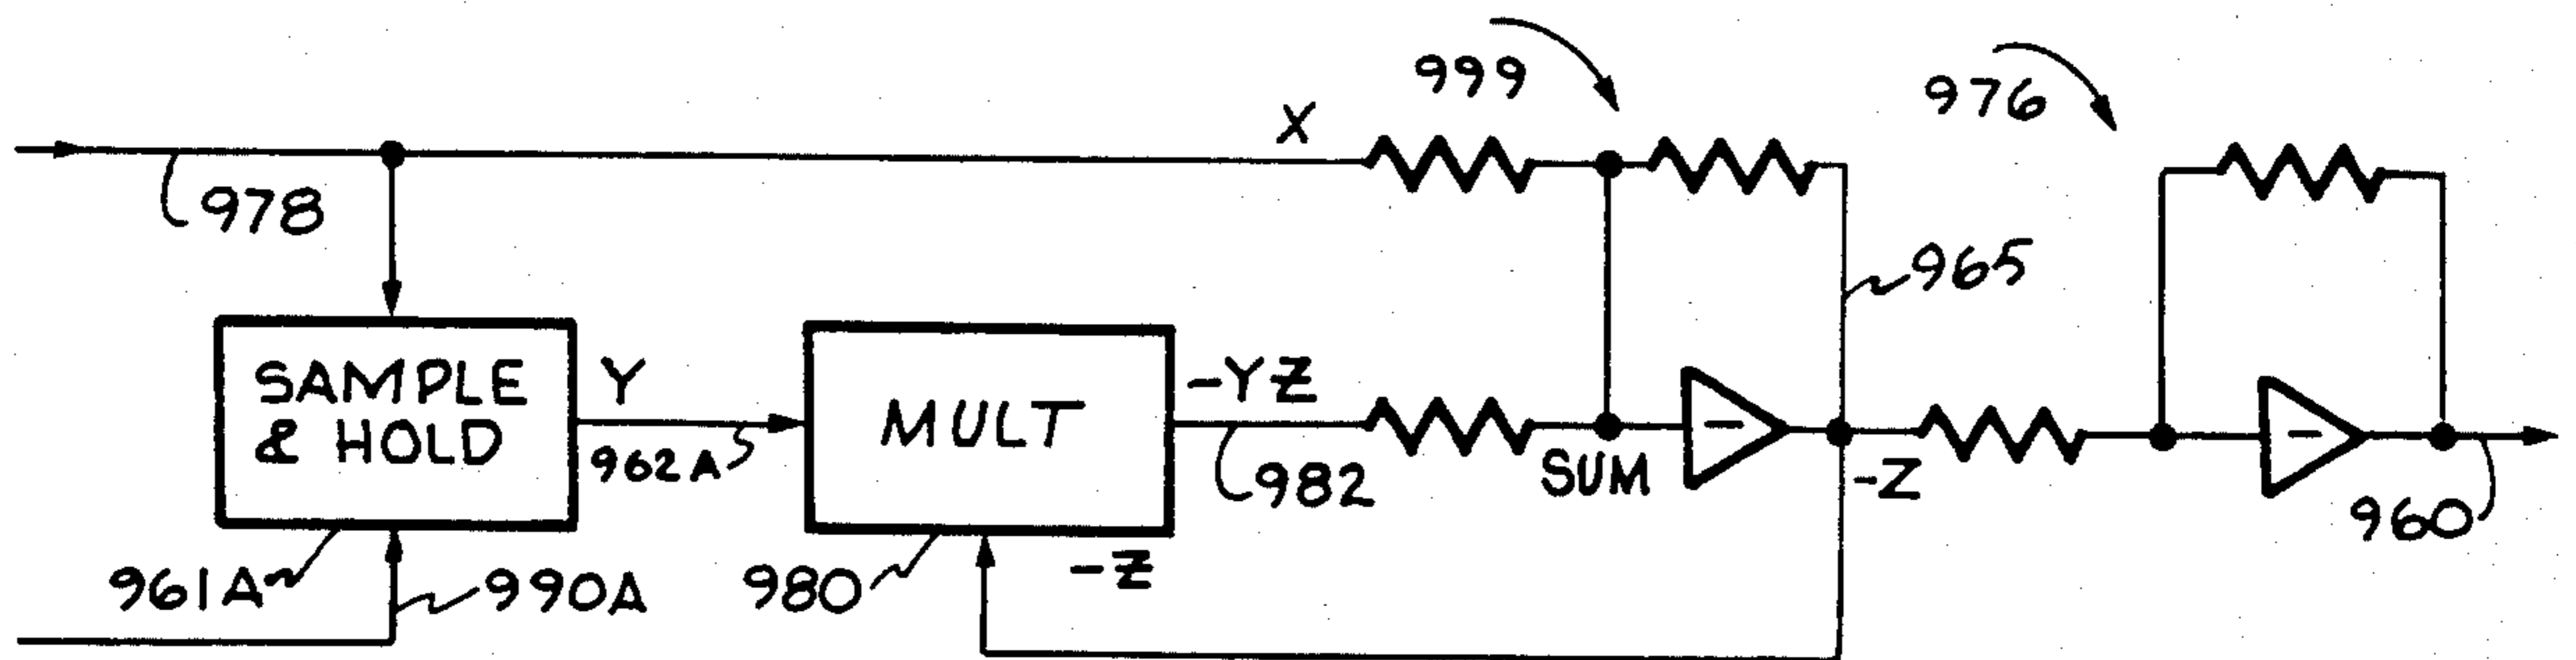 999
976
X
978
965
SAMPLE
& HOLD
Y
962A
MULT
-YZ
982
SUM
-
-Z
-
960
961A
990A
980
-Z